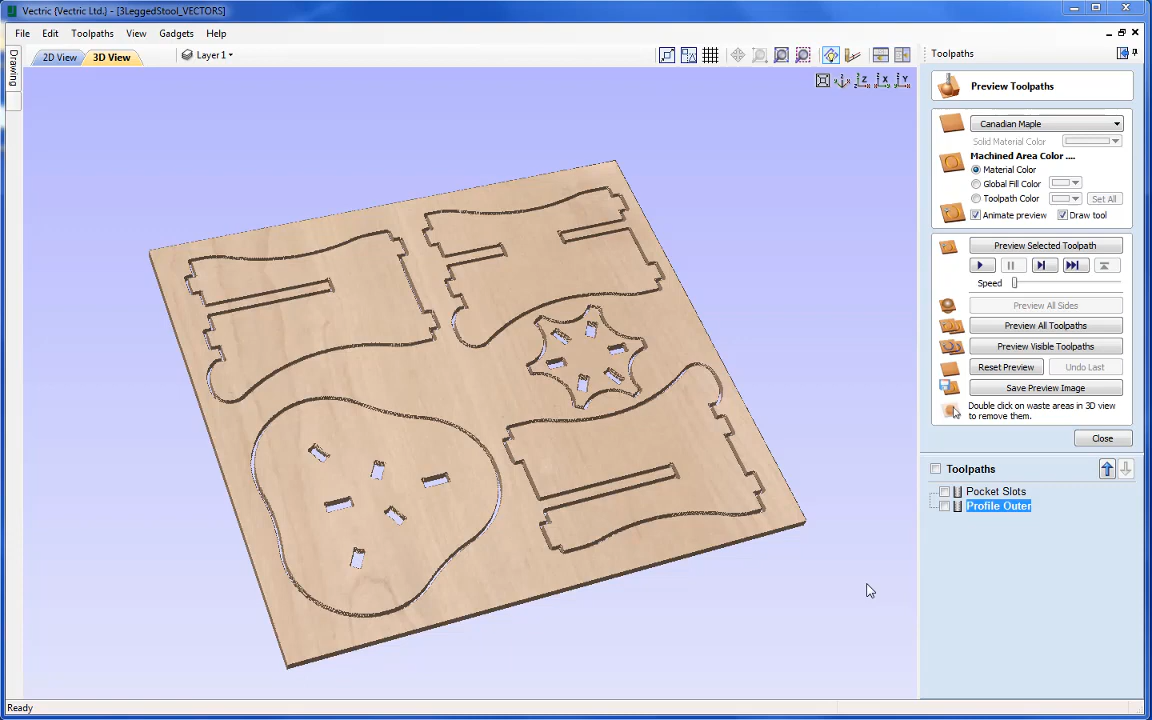 Vectric {Vectric Ltd.} - [3LeggedStool_VECTORS]
File Edit Toolpaths View Gadgets Help
2D View 3D View Layer 1
Drawing
Toolpaths
Z X Y
Preview Toolpaths
Canadian Maple
Solid Material Color
Machined Area Color ....
Material Color
Global Fill Color
Toolpath Color Set All
Animate preview Draw tool
Preview Selected Toolpath
Speed
Preview All Sides
Preview All Toolpaths
Preview Visible Toolpaths
Reset Preview Undo Last
Save Preview Image
Double click on waste areas in 3D view
to remove them.
Close
Toolpaths
Pocket Slots
Profile Outer
Ready